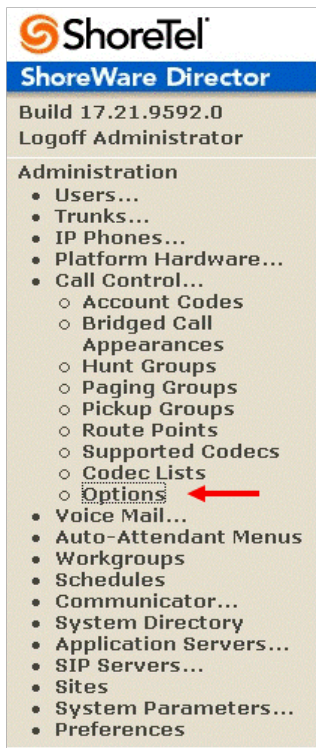 ShoreTel
ShoreWare Director
Build 17.21.9592.0
Logoff Administrator
Administration
• Users...
• Trunks...
• IP Phones...
• Platform Hardware...
• Call Control...
○ Account Codes
○ Bridged Call
Appearances
○ Hunt Groups
○ Paging Groups
○ Pickup Groups
○ Route Points
○ Supported Codecs
○ Codec Lists
○ Options
• Voice Mail...
• Auto-Attendant Menus
• Workgroups
• Schedules
• Communicator...
• System Directory
• Application Servers...
• SIP Servers...
• Sites
• System Parameters...
• Preferences